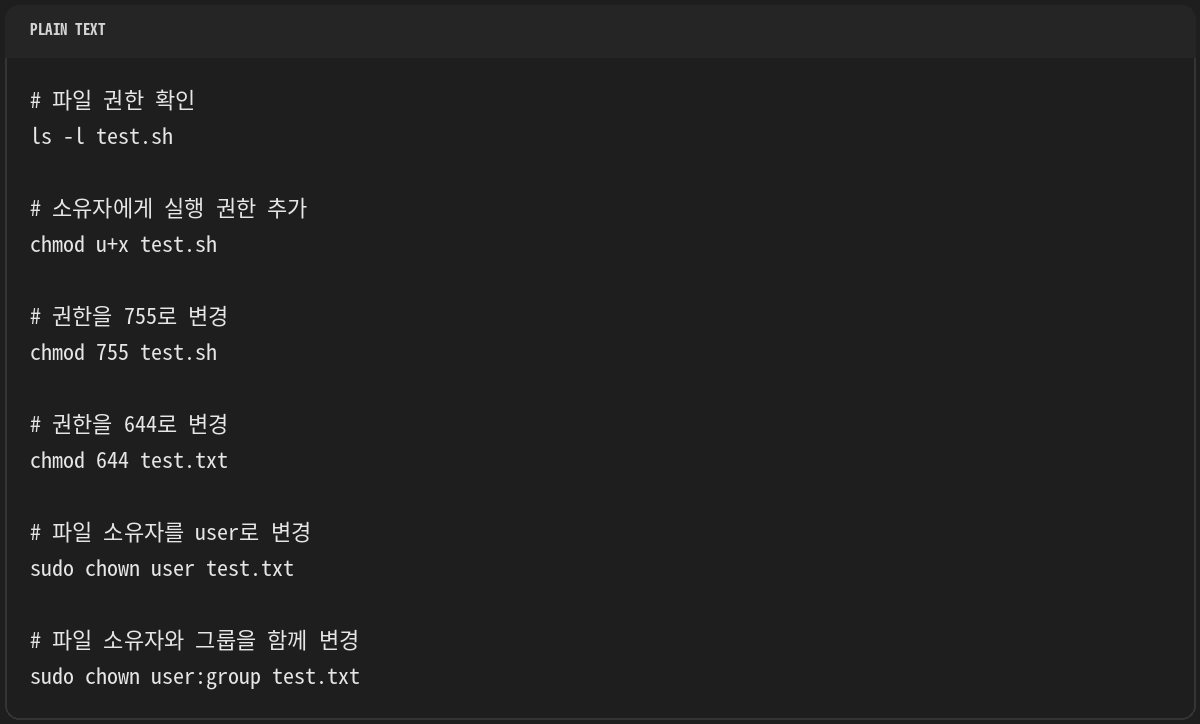 PLAIN TEXT
# 파일 권한 확인
ls -l test.sh
# 소유자에게 실행 권한 추가
chmod u+x test.sh
# 권한을 755로 변경
chmod 755 test.sh
# 권한을 644로 변경
chmod 644 test.txt
# 파일 소유자를 user로 변경
sudo chown user test.txt
# 파일 소유자와 그룹을 함께 변경
sudo chown user:group test.txt